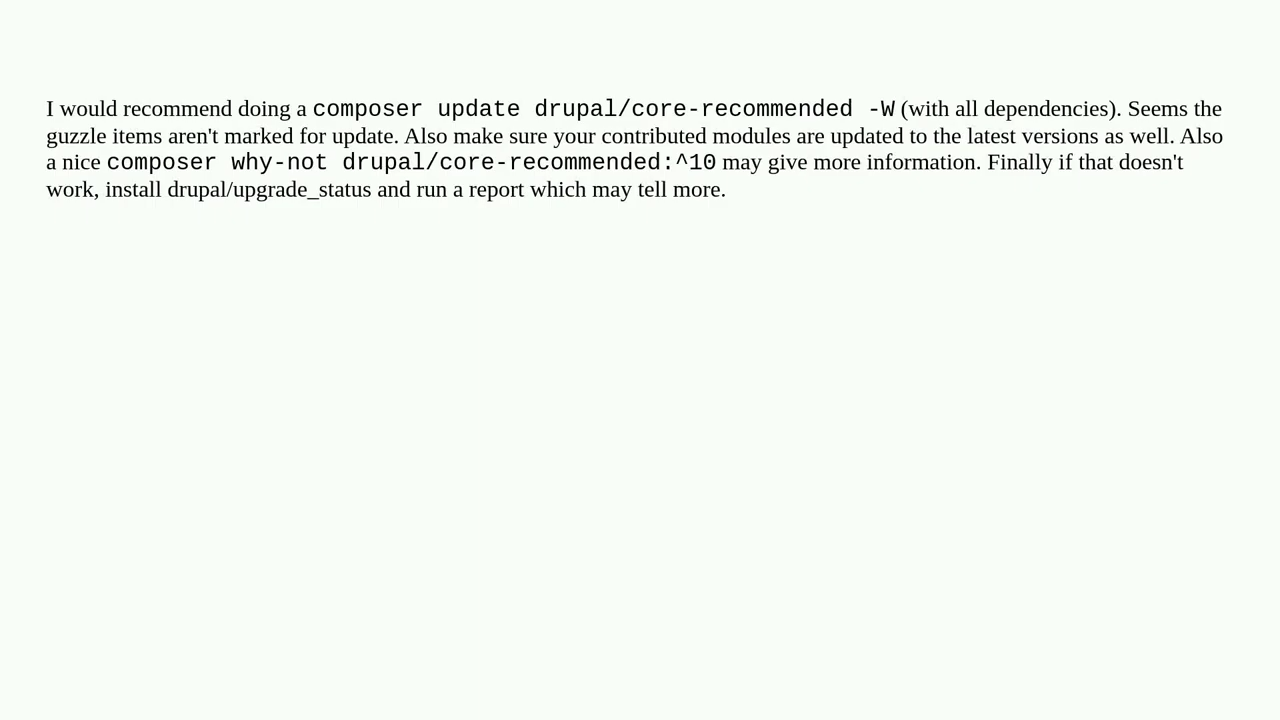 I would recommend doing a composer update drupal/core-recommended -W (with all dependencies). Seems the
guzzle items aren't marked for update. Also make sure your contributed modules are updated to the latest versions as well. Also
a nice composer why-not drupal/core-recommended:^10 may give more information. Finally if that doesn't
work, install drupal/upgrade_status and run a report which may tell more.